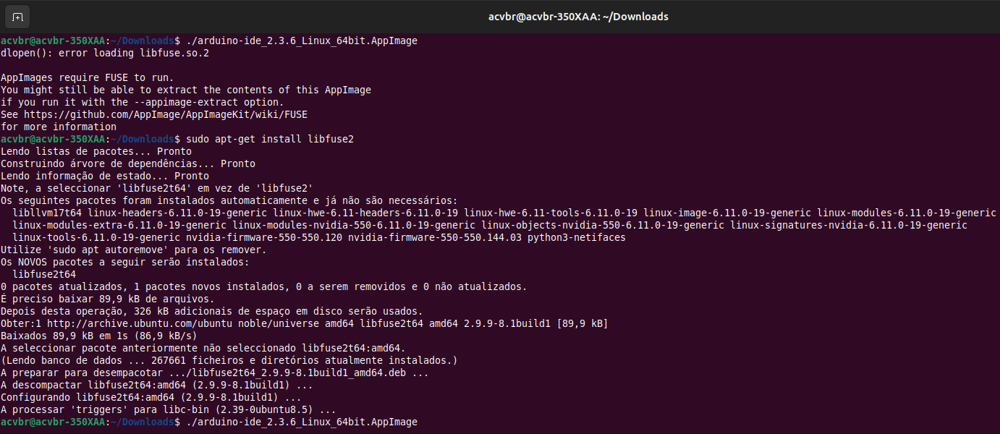 acvbr@acvbr-350XAA: ~/Downloads
acvbr@acvbr-350XAA:~/Downloads$ ./arduino-ide_2.3.6_Linux_64bit.AppImage
dlopen(): error loading libfuse.so.2

AppImages require FUSE to run.
You might still be able to extract the contents of this AppImage
if you run it with the --appimage-extract option.
See https://github.com/AppImage/AppImageKit/wiki/FUSE
for more information
acvbr@acvbr-350XAA:~/Downloads$ sudo apt-get install libfuse2
Lendo listas de pacotes... Pronto
Construindo árvore de dependências... Pronto
Lendo informação de estado... Pronto
Note, a seleccionar 'libfuse2t64' em vez de 'libfuse2'
Os seguintes pacotes foram instalados automaticamente e já não são necessários:
  libllvm17t64 linux-headers-6.11.0-19-generic linux-hwe-6.11-headers-6.11.0-19 linux-hwe-6.11-tools-6.11.0-19 linux-image-6.11.0-19-generic linux-modules-6.11.0-19-generic
  linux-modules-extra-6.11.0-19-generic linux-modules-nvidia-550-6.11.0-19-generic linux-objects-nvidia-550-6.11.0-19-generic linux-signatures-nvidia-6.11.0-19-generic
  linux-tools-6.11.0-19-generic nvidia-firmware-550-550.120 nvidia-firmware-550-550.144.03 python3-netifaces
Utilize 'sudo apt autoremove' para os remover.
Os NOVOS pacotes a seguir serão instalados:
  libfuse2t64
0 pacotes atualizados, 1 pacotes novos instalados, 0 a serem removidos e 0 não atualizados.
É preciso baixar 89,9 kB de arquivos.
Depois desta operação, 326 kB adicionais de espaço em disco serão usados.
Obter:1 http://archive.ubuntu.com/ubuntu noble/universe amd64 libfuse2t64 amd64 2.9.9-8.1build1 [89,9 kB]
Baixados 89,9 kB em 1s (86,9 kB/s)
A seleccionar pacote anteriormente não seleccionado libfuse2t64:amd64.
(Lendo banco de dados ... 267661 ficheiros e diretórios atualmente instalados.)
A preparar para desempacotar .../libfuse2t64_2.9.9-8.1build1_amd64.deb ...
A descompactar libfuse2t64:amd64 (2.9.9-8.1build1) ...
Configurando libfuse2t64:amd64 (2.9.9-8.1build1) ...
A processar 'triggers' para libc-bin (2.39-0ubuntu8.5) ...
acvbr@acvbr-350XAA:~/Downloads$ ./arduino-ide_2.3.6_Linux_64bit.AppImage